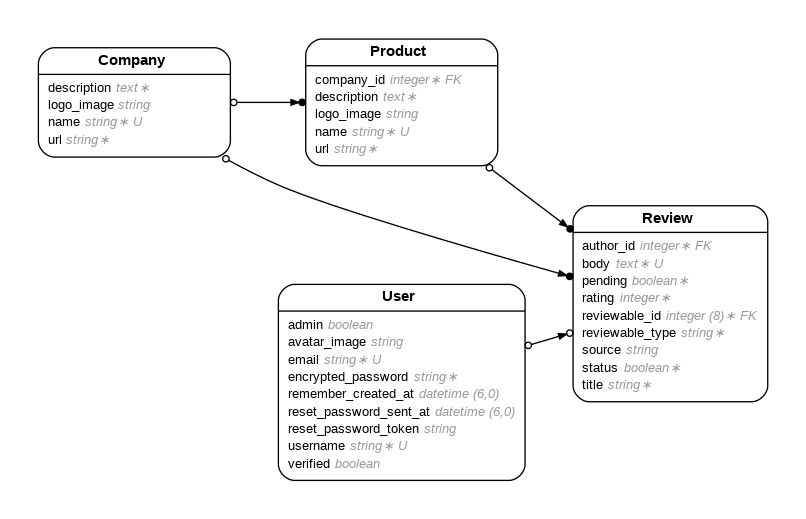 Company
description text∗
logo_image string
name string∗ U
url string∗
Product
company_id integer∗ FK
description text∗
logo_image string
name string∗ U
url string∗
Review
author_id integer∗ FK
body text∗ U
pending boolean∗
rating integer∗
reviewable_id integer (8)∗ FK
reviewable_type string∗
source string
status boolean∗
title string∗
User
admin boolean
avatar_image string
email string∗ U
encrypted_password string∗
remember_created_at datetime (6,0)
reset_password_sent_at datetime (6,0)
reset_password_token string
username string∗ U
verified boolean